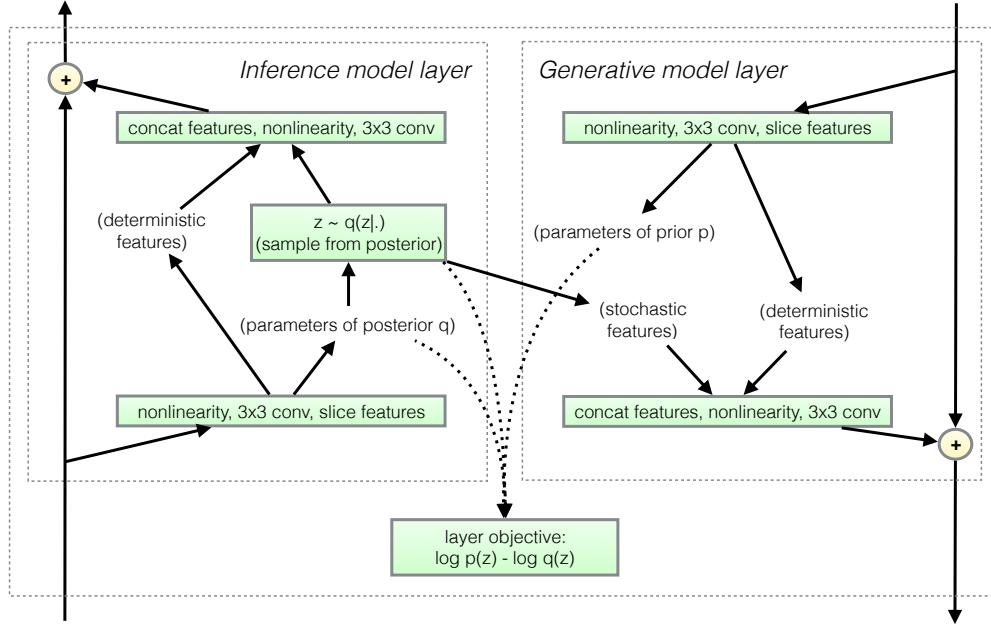 Inference model layer
+
concat features, nonlinearity, 3x3 conv
(deterministic
features)
z ~ q(z|.)
(sample from posterior)
(parameters of posterior q)
nonlinearity, 3x3 conv, slice features
Generative model layer
nonlinearity, 3x3 conv, slice features
(parameters of prior p)
(stochastic
features)
(deterministic
features)
concat features, nonlinearity, 3x3 conv
+
layer objective:
log p(z) - log q(z)